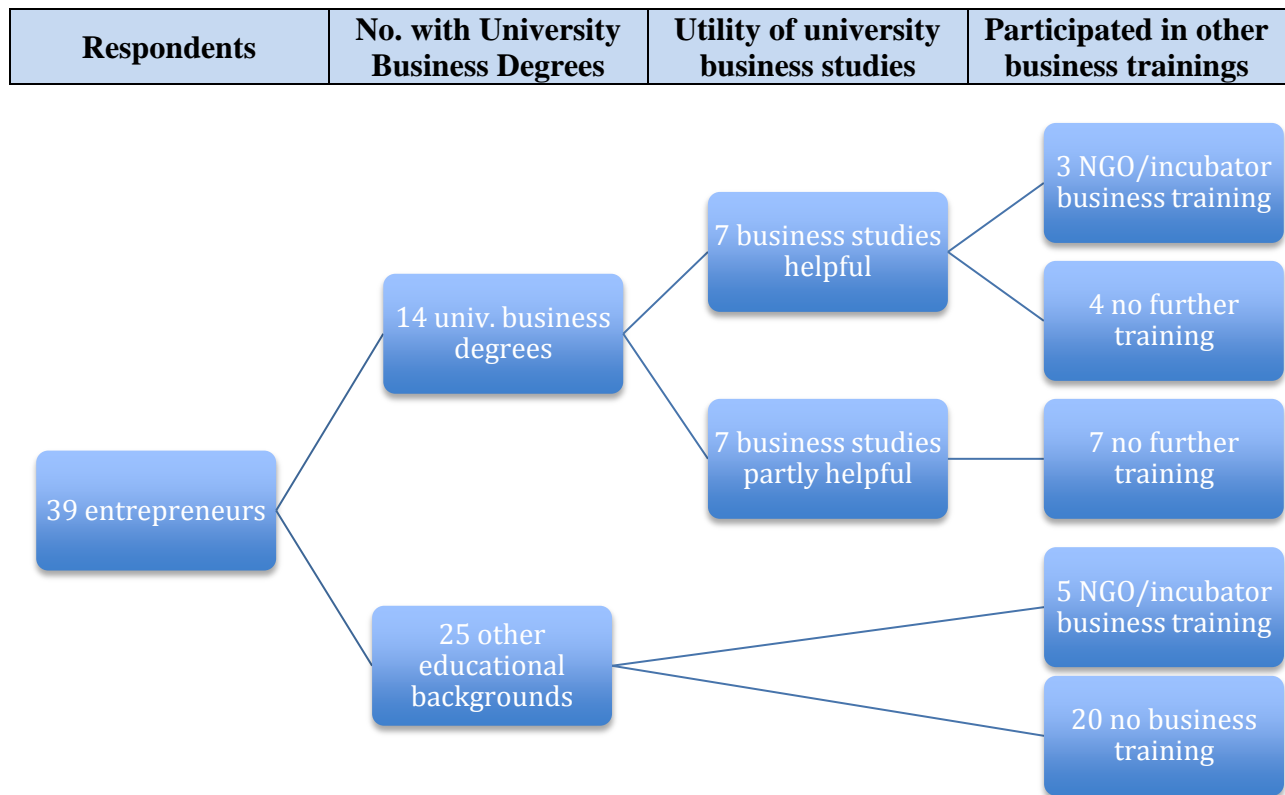 Respondents
No. with University
Business Degrees
Utility of university
business studies
Participated in other
business trainings
3 NGO/incubator
business training
7 business studies
helpful
4 no further
training
14 univ. business
degrees
7 business studies
partly helpful
7 no further
training
39 entrepreneurs
5 NGO/incubator
business training
25 other
educational
backgrounds
20 no business
training